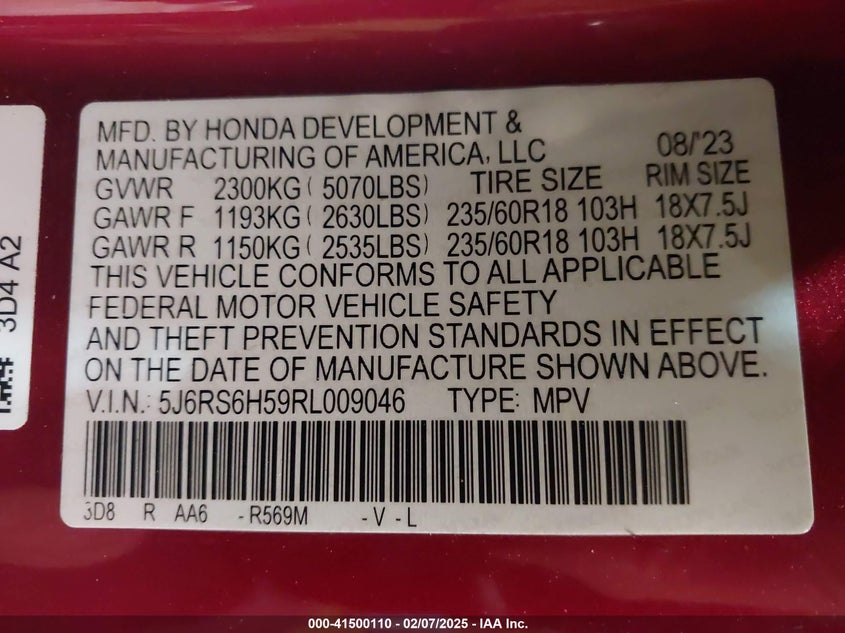 MFD. BY HONDA DEVELOPMENT &
MANUFACTURING OF AMERICA, LLC 08/'23
GVWR 2300KG ( 5070LBS) TIRE SIZE RIM SIZE
GAWR F 1193KG ( 2630LBS) 235/60R18 103H 18X7.5J
GAWR R 1150KG ( 2535LBS) 235/60R18 103H 18X7.5J
THIS VEHICLE CONFORMS TO ALL APPLICABLE
FEDERAL MOTOR VEHICLE SAFETY
AND THEFT PREVENTION STANDARDS IN EFFECT
ON THE DATE OF MANUFACTURE SHOWN ABOVE.
V.I.N.: 5J6RS6H59RL009046 TYPE: MPV
3D8 R AA6 -R569M -V -L
3D4 A2
000-41500110 - 02/07/2025 - IAA Inc.